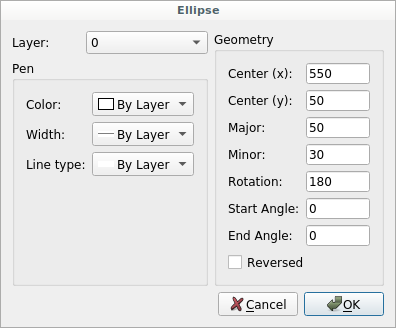 Ellipse
Layer: 0
Pen
Color: By Layer
Width: By Layer
Line type: By Layer
Geometry
Center (x): 550
Center (y): 50
Major: 50
Minor: 30
Rotation: 180
Start Angle: 0
End Angle: 0
Reversed
Cancel OK